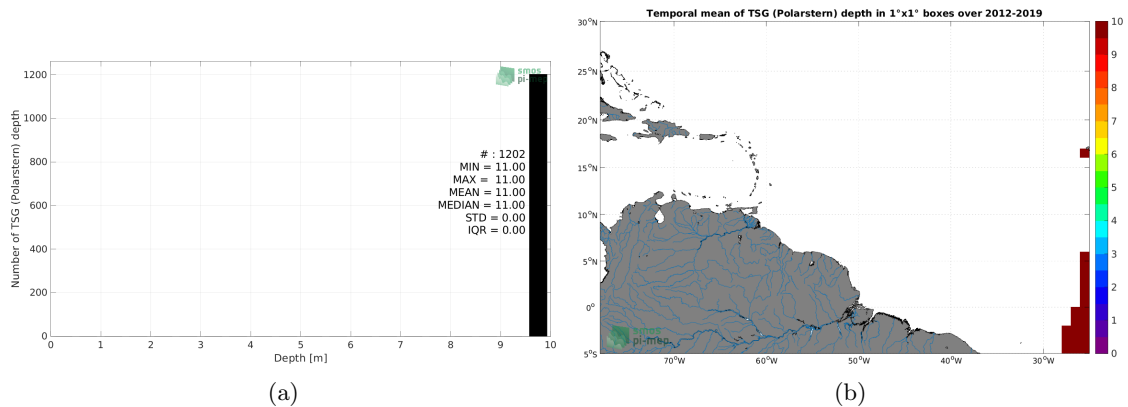 Temporal mean of TSG (Polarstern) depth in 1°x1° boxes over 2012-2019
Number of TSG (Polarstern) depth
1200
1000
800
600
400
200
0
smos
pi-mep
# : 1202
MIN = 11.00
MAX = 11.00
MEAN = 11.00
MEDIAN = 11.00
STD = 0.00
IQR = 0.00
0 1 2 3 4 5 6 7 8 9 10
Depth [m]
(a)
30°N
25°N
20°N
15°N
10°N
5°N
0°
5°S
smos
pi-mep
70°W 60°W 50°W 40°W 30°W
10
9
8
7
6
5
4
3
2
1
0
(b)